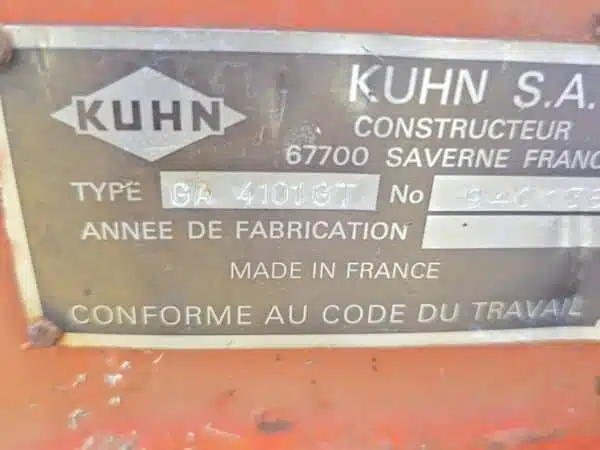 KUHN
KUHN S.A.
CONSTRUCTEUR
67700 SAVERNE FRANC
TYPE GA 4101GT No
ANNEE DE FABRICATION
MADE IN FRANCE
CONFORME AU CODE DU TRAVAIL